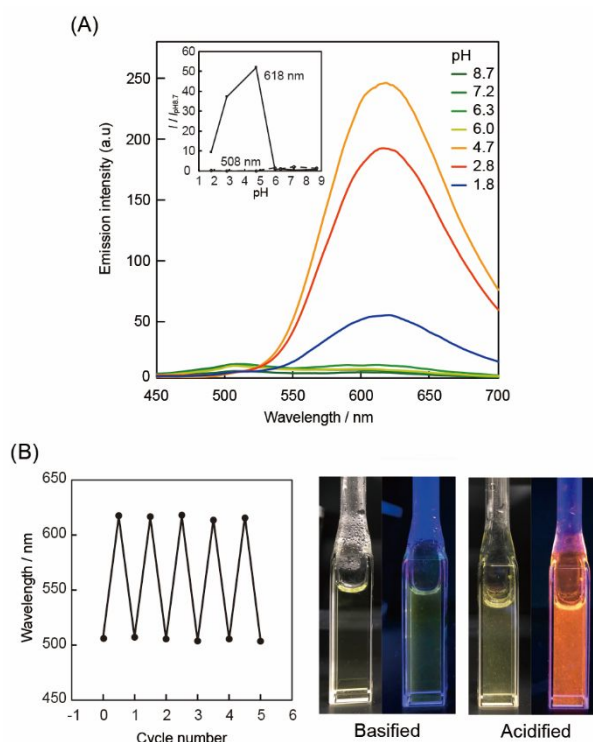 (A)
pH
8.7
7.2
6.3
6.0
4.7
2.8
1.8
Emission intensity (a.u)
250
200
150
100
50
0
450 500 550 600 650 700
Wavelength / nm
I / IpH8.7
60
50
40
30
20
10
0
618 nm
508 nm
1 2 3 4 5 6 7 8 9
pH
(B)
Wavelength / nm
650
600
550
500
450
-1 0 1 2 3 4 5 6
Cycle number
Basified
Acidified